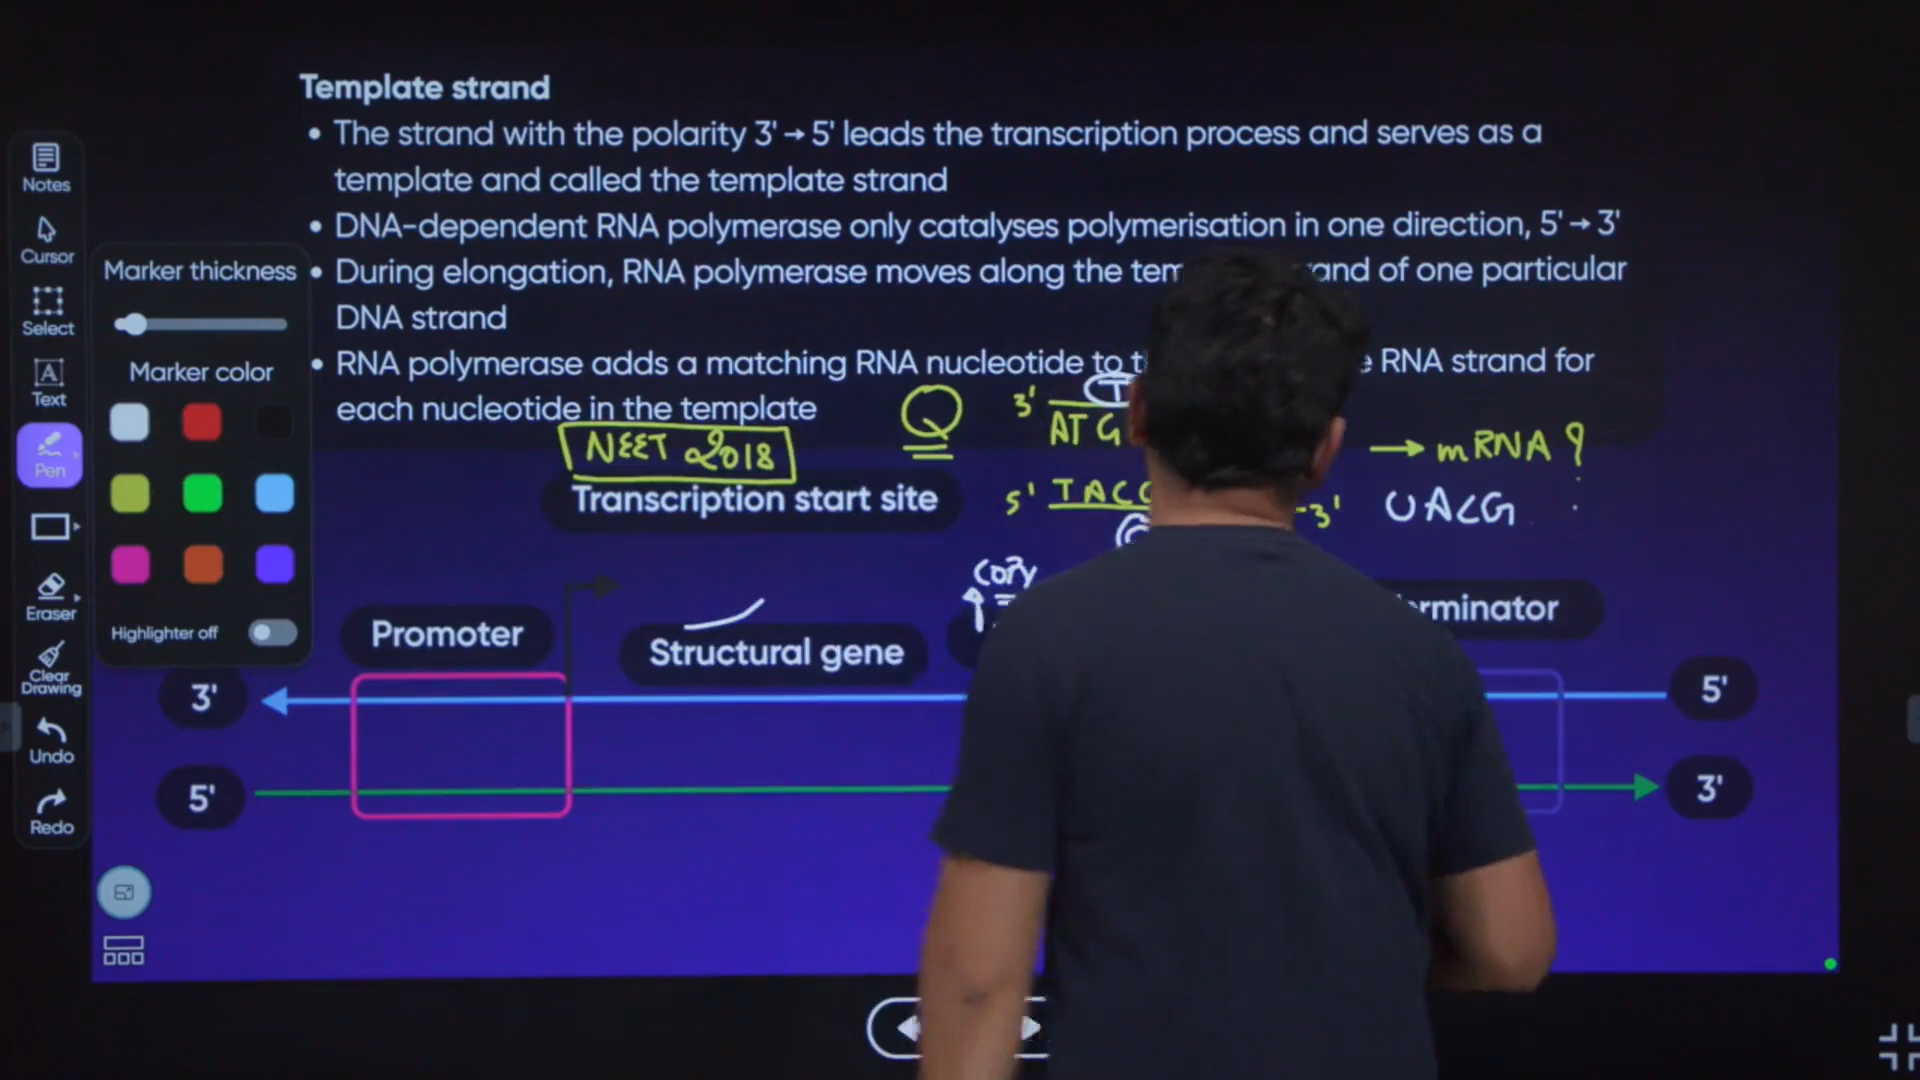 Template strand
• The strand with the polarity 3' → 5' leads the transcription process and serves as a
template and called the template strand
• DNA-dependent RNA polymerase only catalyses polymerisation in one direction, 5' → 3'
• During elongation, RNA polymerase moves along the of one particular
DNA strand
• RNA polymerase adds a matching RNA nucleotide to RNA strand for
each nucleotide in the template
Notes
Cursor
Select
Text
Pen
Eraser
Clear
Drawing
Undo
Redo
Marker thickness
Marker color
Highlighter off
NEET 2018
Q
3' ATG
→ mRNA ?
5' TAC -3'
UACG
Transcription start site
Copy
Promoter
Structural gene
3'
5'
5'
3'